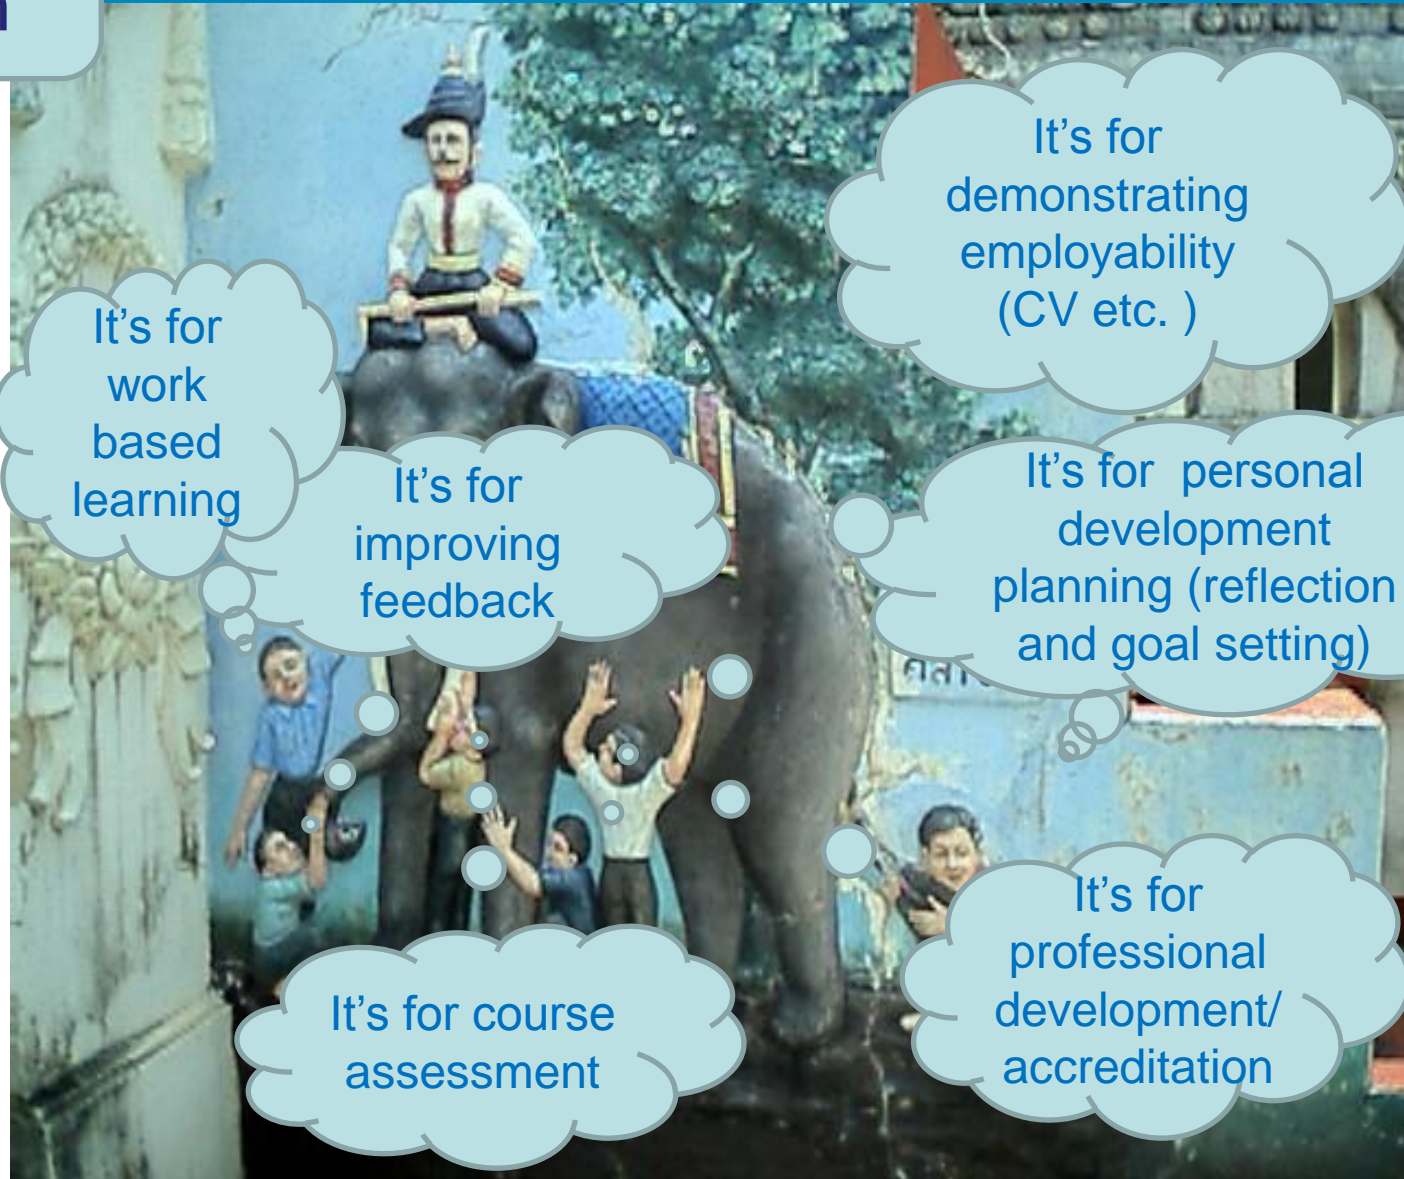 It's for
demonstrating
employability
(CV etc. )
It's for
work
based
learning
It's for
improving
feedback
It's for  personal
development
planning (reflection
and goal setting)
It's for
professional
development/
accreditation
It's for course
assessment